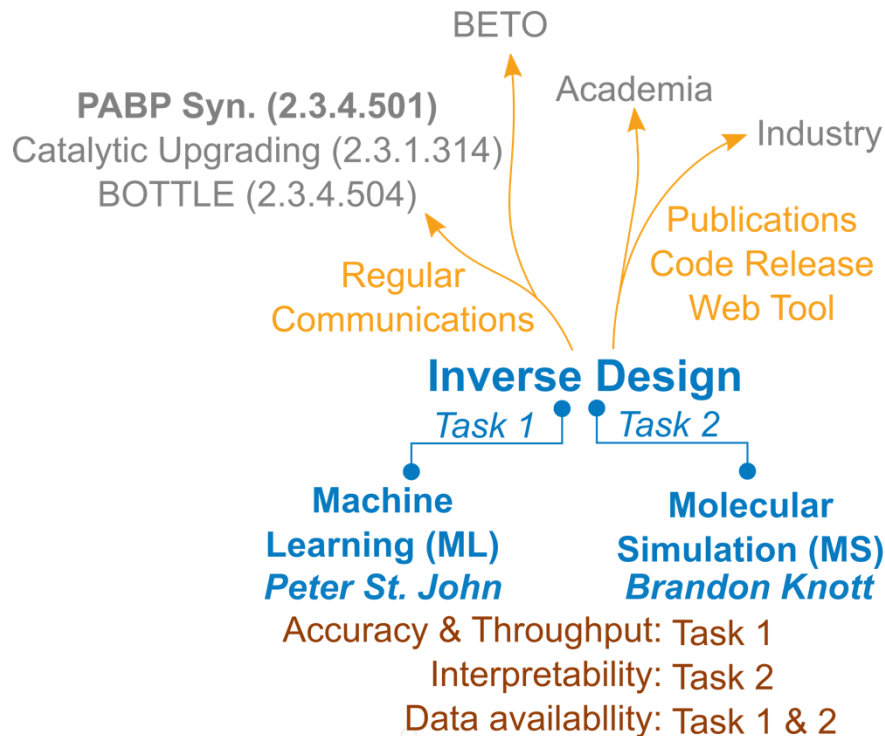 BETO
Academia
Industry
PABP Syn. (2.3.4.501)
Catalytic Upgrading (2.3.1.314)
BOTTLE (2.3.4.504)
Regular
Communications
Publications
Code Release
Web Tool
Inverse Design
Task 1
Task 2
Machine
Learning (ML)
Peter St. John
Molecular
Simulation (MS)
Brandon Knott
Accuracy & Throughput: Task 1
Interpretability: Task 2
Data availabllity: Task 1 & 2